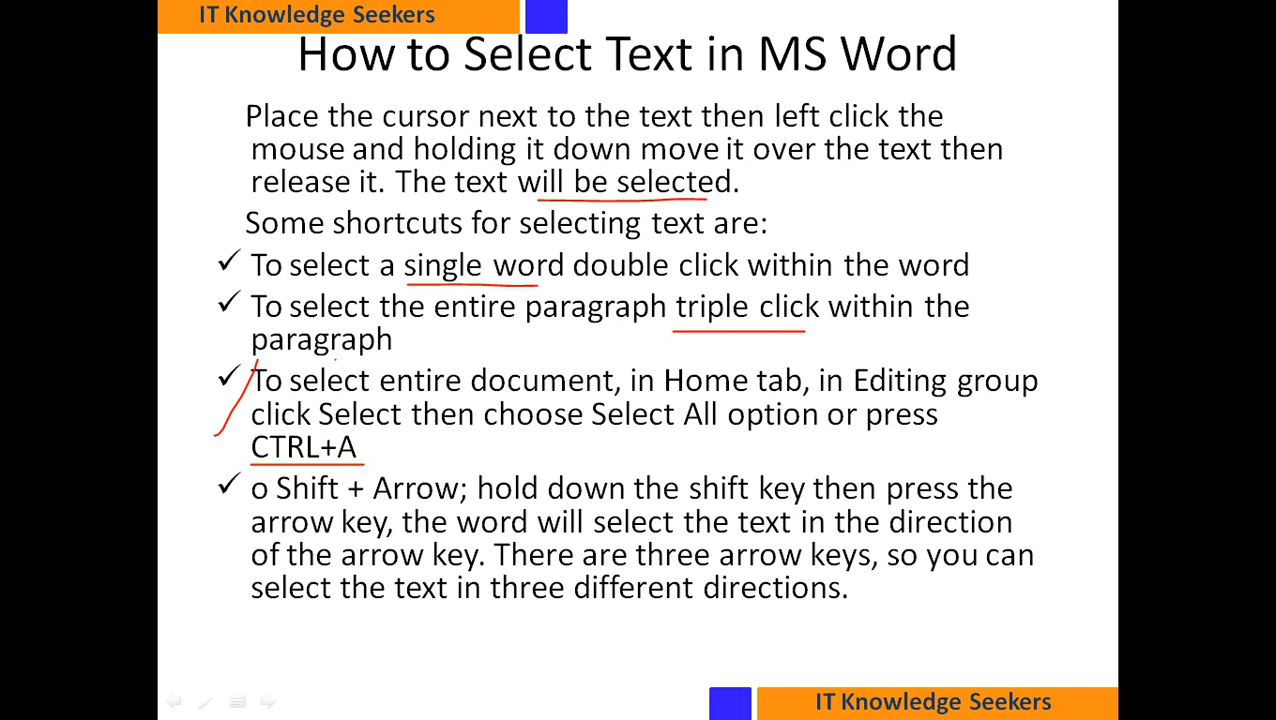 IT Knowledge Seekers
How to Select Text in MS Word
Place the cursor next to the text then left click the
mouse and holding it down move it over the text then
release it. The text will be selected.
Some shortcuts for selecting text are:
✓ To select a single word double click within the word
✓ To select the entire paragraph triple click within the
paragraph
✓ To select entire document, in Home tab, in Editing group
click Select then choose Select All option or press
CTRL+A
✓ o Shift + Arrow; hold down the shift key then press the
arrow key, the word will select the text in the direction
of the arrow key. There are three arrow keys, so you can
select the text in three different directions.
IT Knowledge Seekers